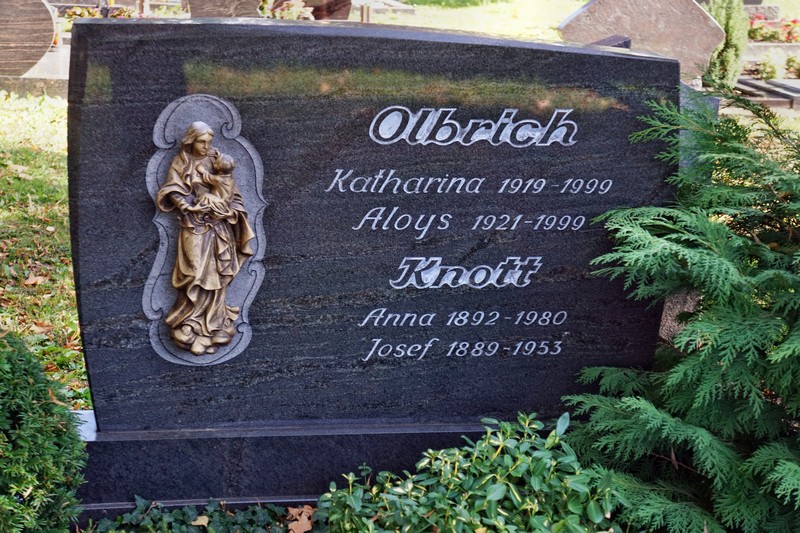 Olbrich
Katharina 1919-1999
Aloys 1921-1999
Knott
Anna 1892-1980
Josef 1889-1953